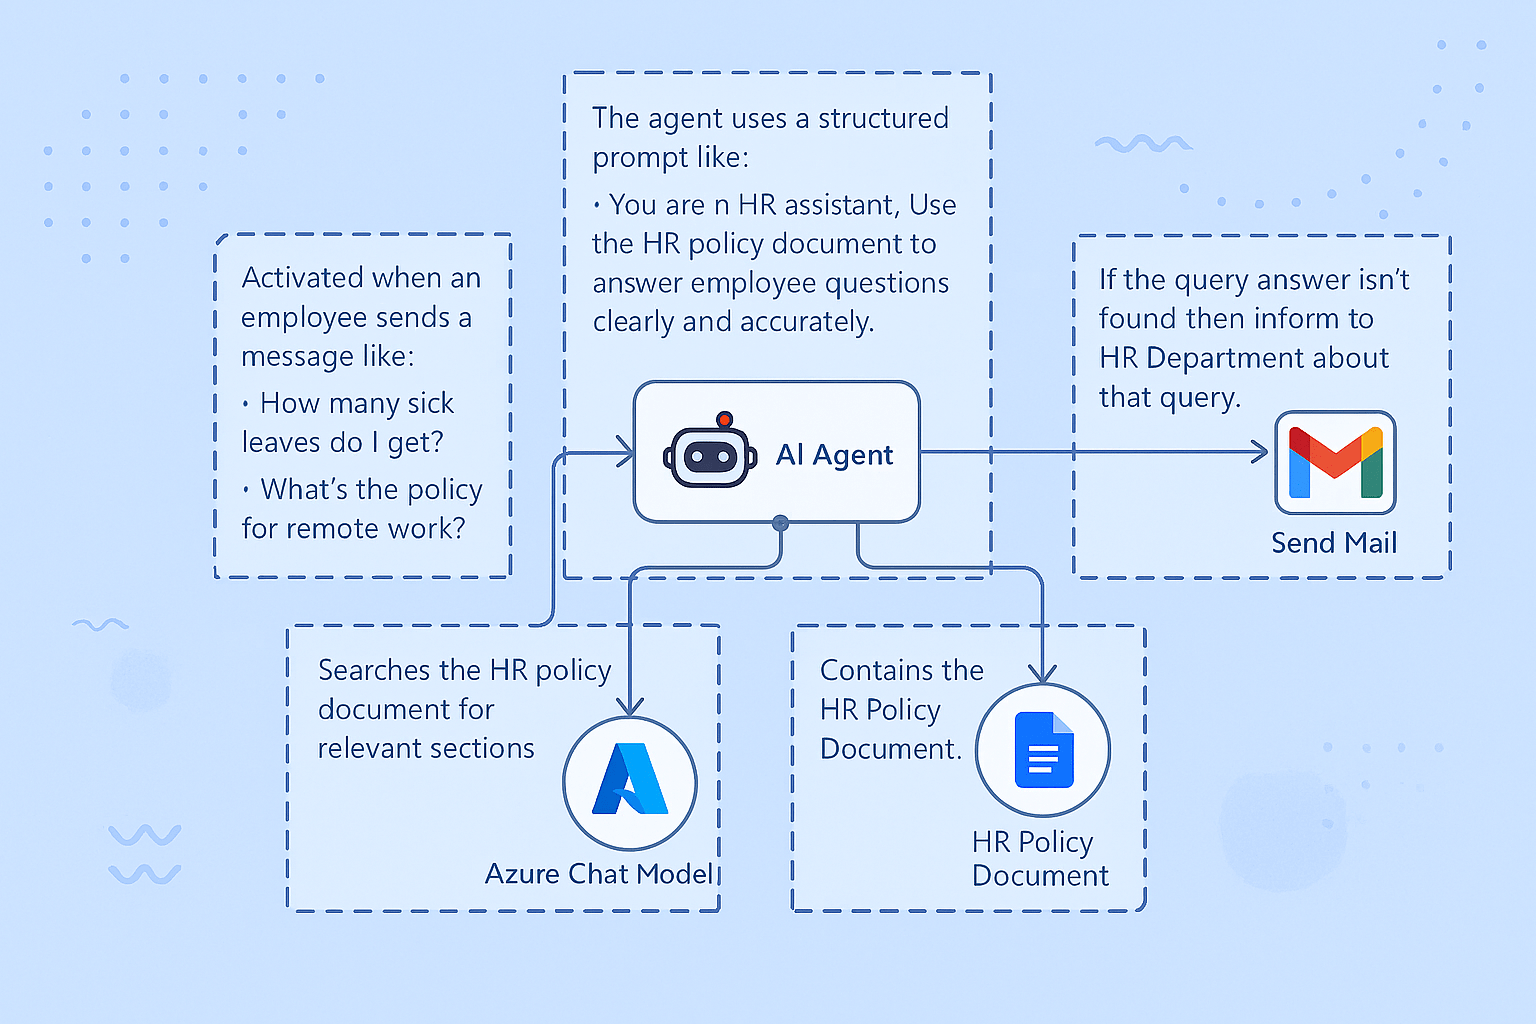 The agent uses a structured
prompt like:
• You are n HR assistant, Use
the HR policy document to
answer employee questions
clearly and accurately.
Activated when an
employee sends a
message like:
• How many sick
leaves do I get?
• What's the policy
for remote work?
If the query answer isn't
found then inform to
HR Department about
that query.
AI Agent
Send Mail
Searches the HR policy
document for
relevant sections
Azure Chat Model
Contains the
HR Policy
Document.
HR Policy
Document